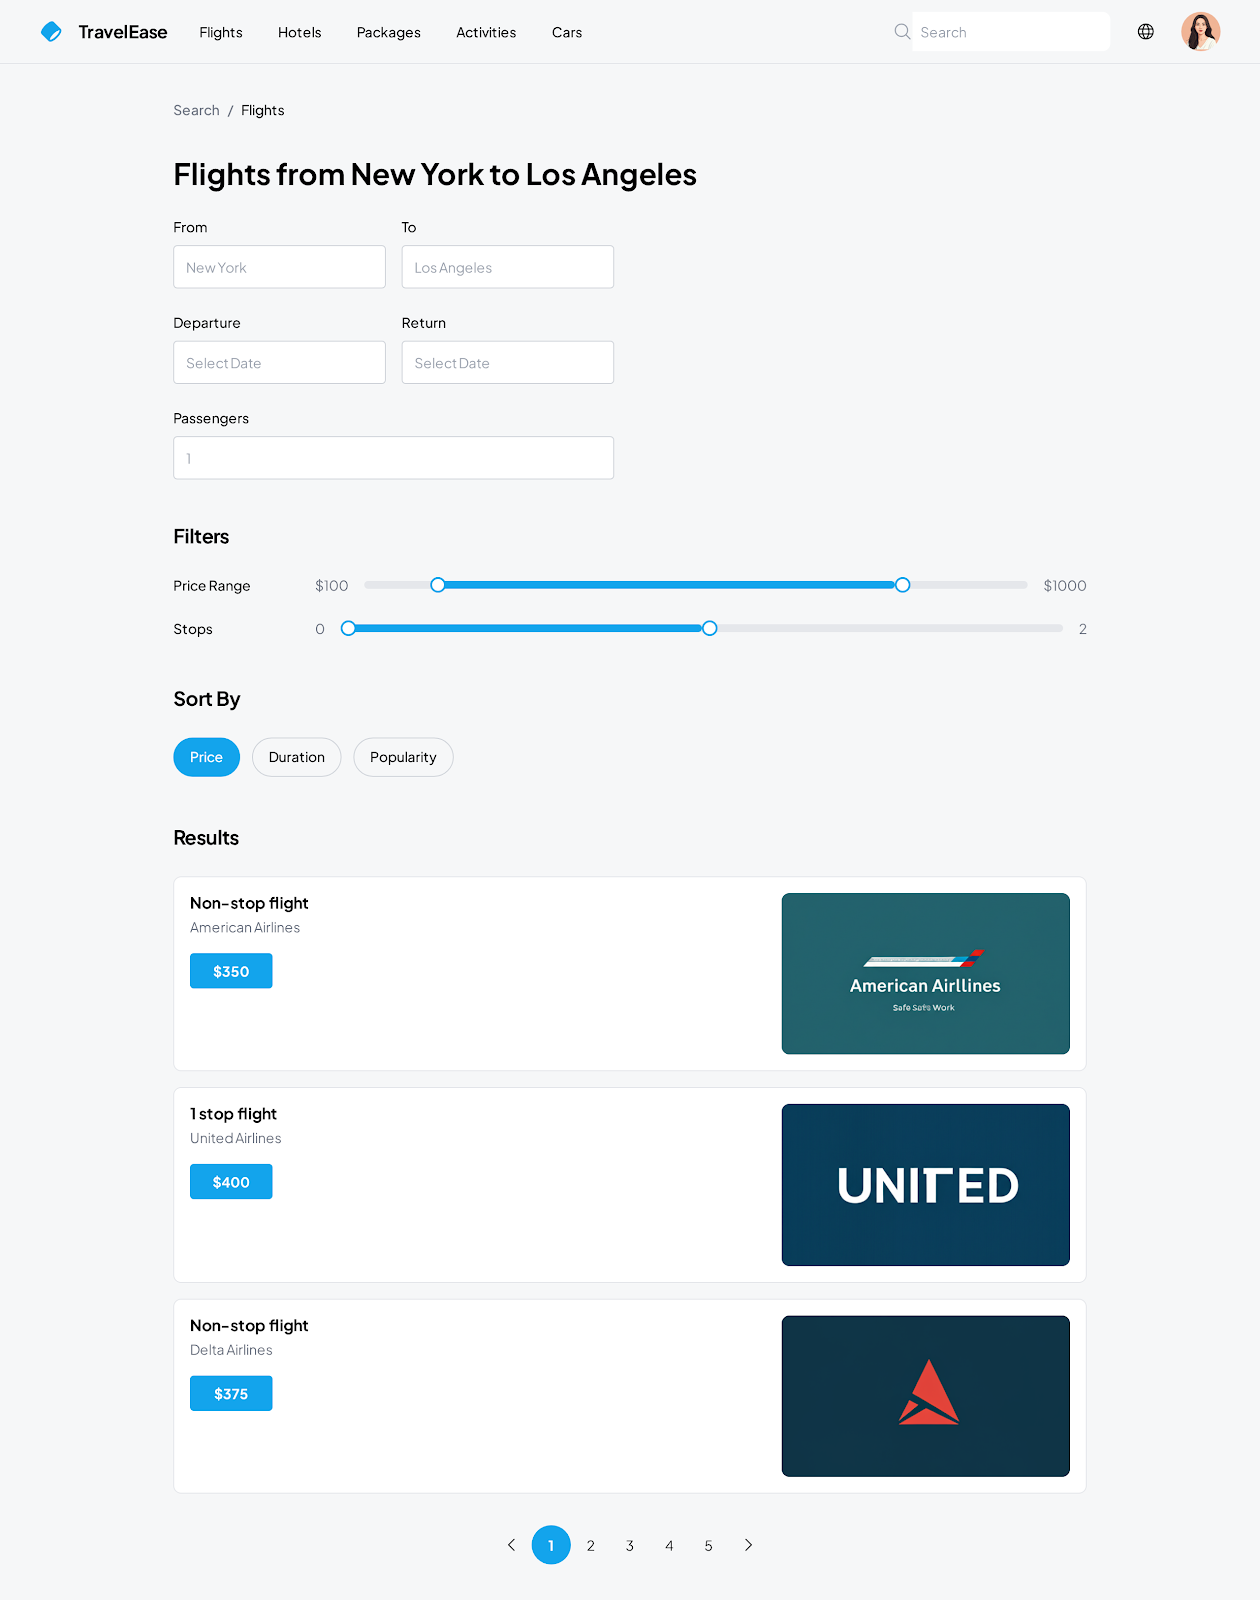 TravelEase Flights Hotels Packages Activities Cars Search
Search / Flights
Flights from New York to Los Angeles
From To
New York Los Angeles
Departure Return
Select Date Select Date
Passengers
1
Filters
Price Range $100 $1000
Stops 0 2
Sort By
Price Duration Popularity
Results
Non-stop flight
American Airlines
$350
American Airllines
Safe Work
1 stop flight
United Airlines
$400
UNITED
Non-stop flight
Delta Airlines
$375
1 2 3 4 5